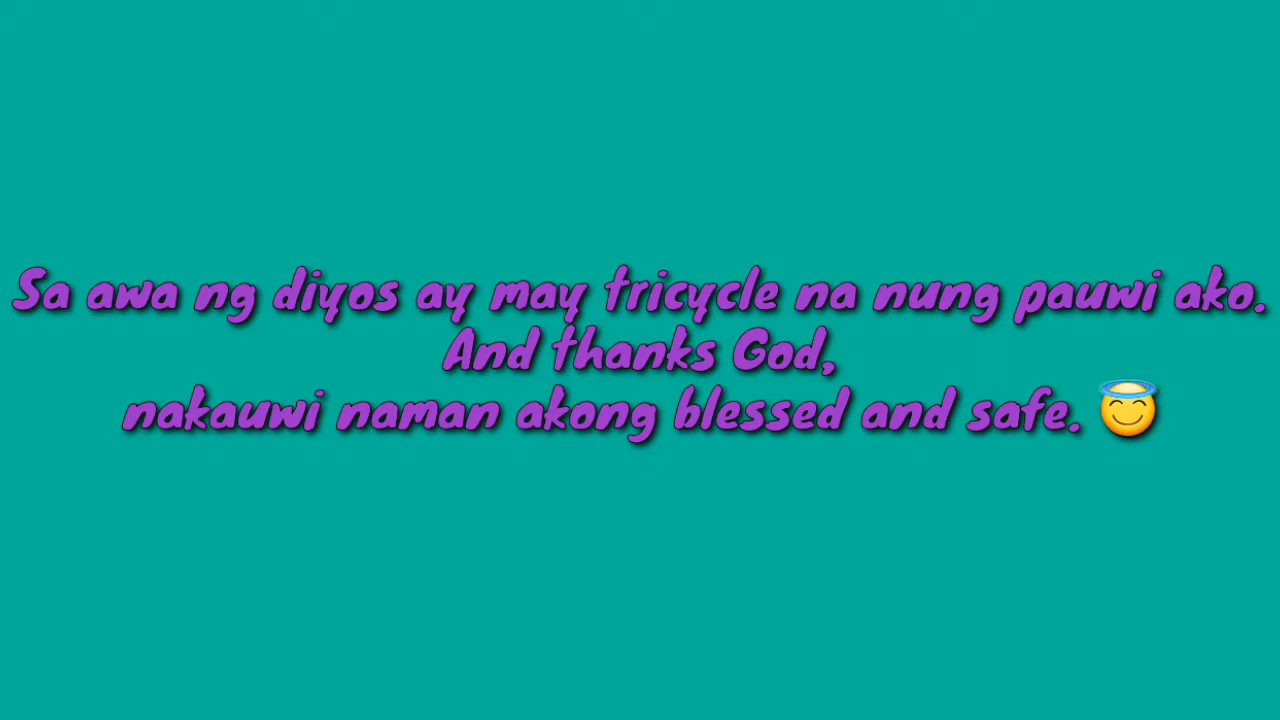 Sa awa ng diyos ay may tricycle na nung pauwi ako.
And thanks God,
nakauwi naman akong blessed and safe. 😇